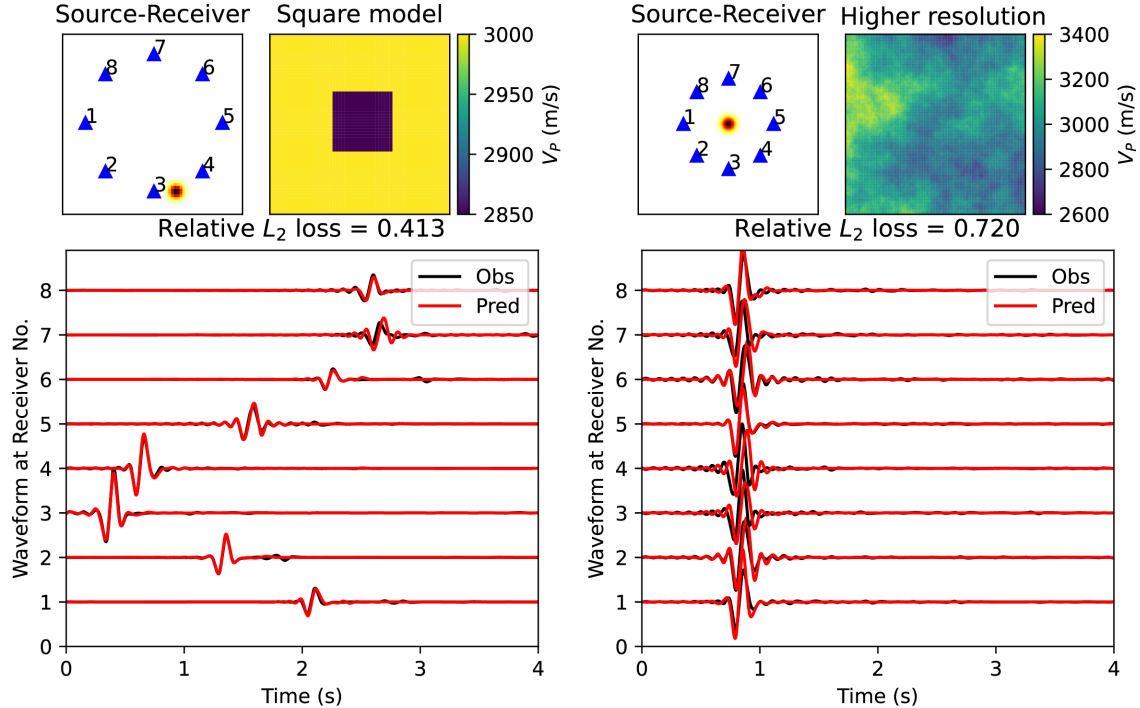 Source-Receiver
Square model
7
8
6
1
5
2
4
3
3000
2950
2900
2850
V_P (m/s)
Relative L_2 loss = 0.413
Obs
Pred
8
7
6
5
4
3
2
1
0
Waveform at Receiver No.
0 1 2 3 4
Time (s)
Source-Receiver
Higher resolution
7
8
6
1
5
2
4
3
3400
3200
3000
2800
2600
V_P (m/s)
Relative L_2 loss = 0.720
Obs
Pred
8
7
6
5
4
3
2
1
0
Waveform at Receiver No.
0 1 2 3 4
Time (s)